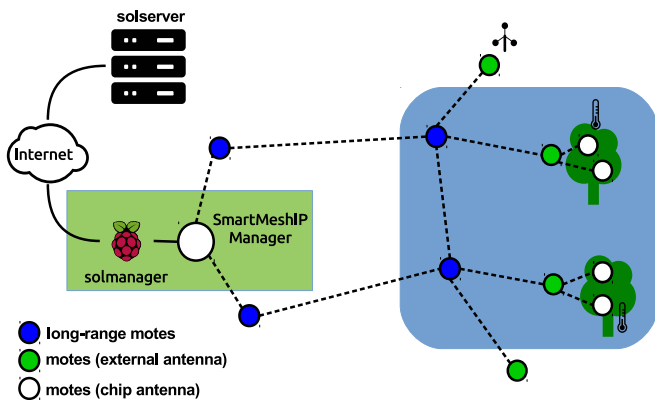 solserver
Internet
SmartMeshIP
Manager
solmanager
long-range motes
motes (external antenna)
motes (chip antenna)